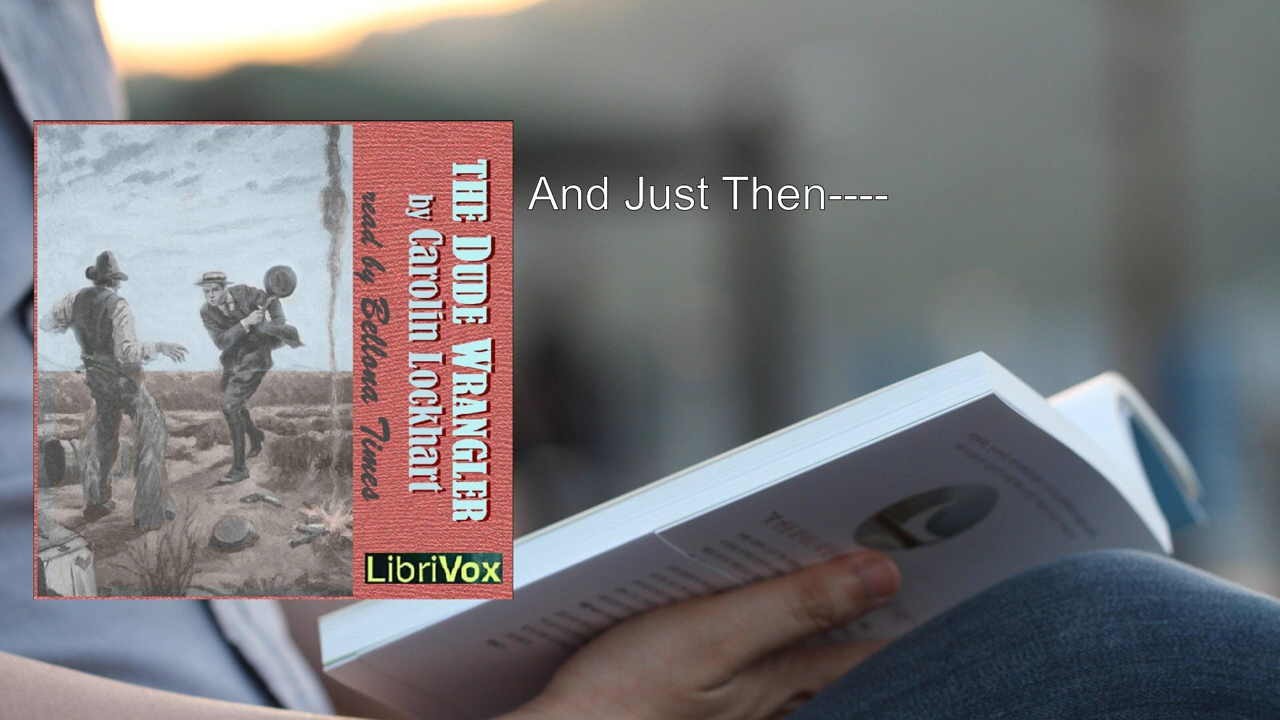 And Just Then----
THE DUDE WRANGLER
by Carolin Lockhart
read by Bellona Times
LibriVox